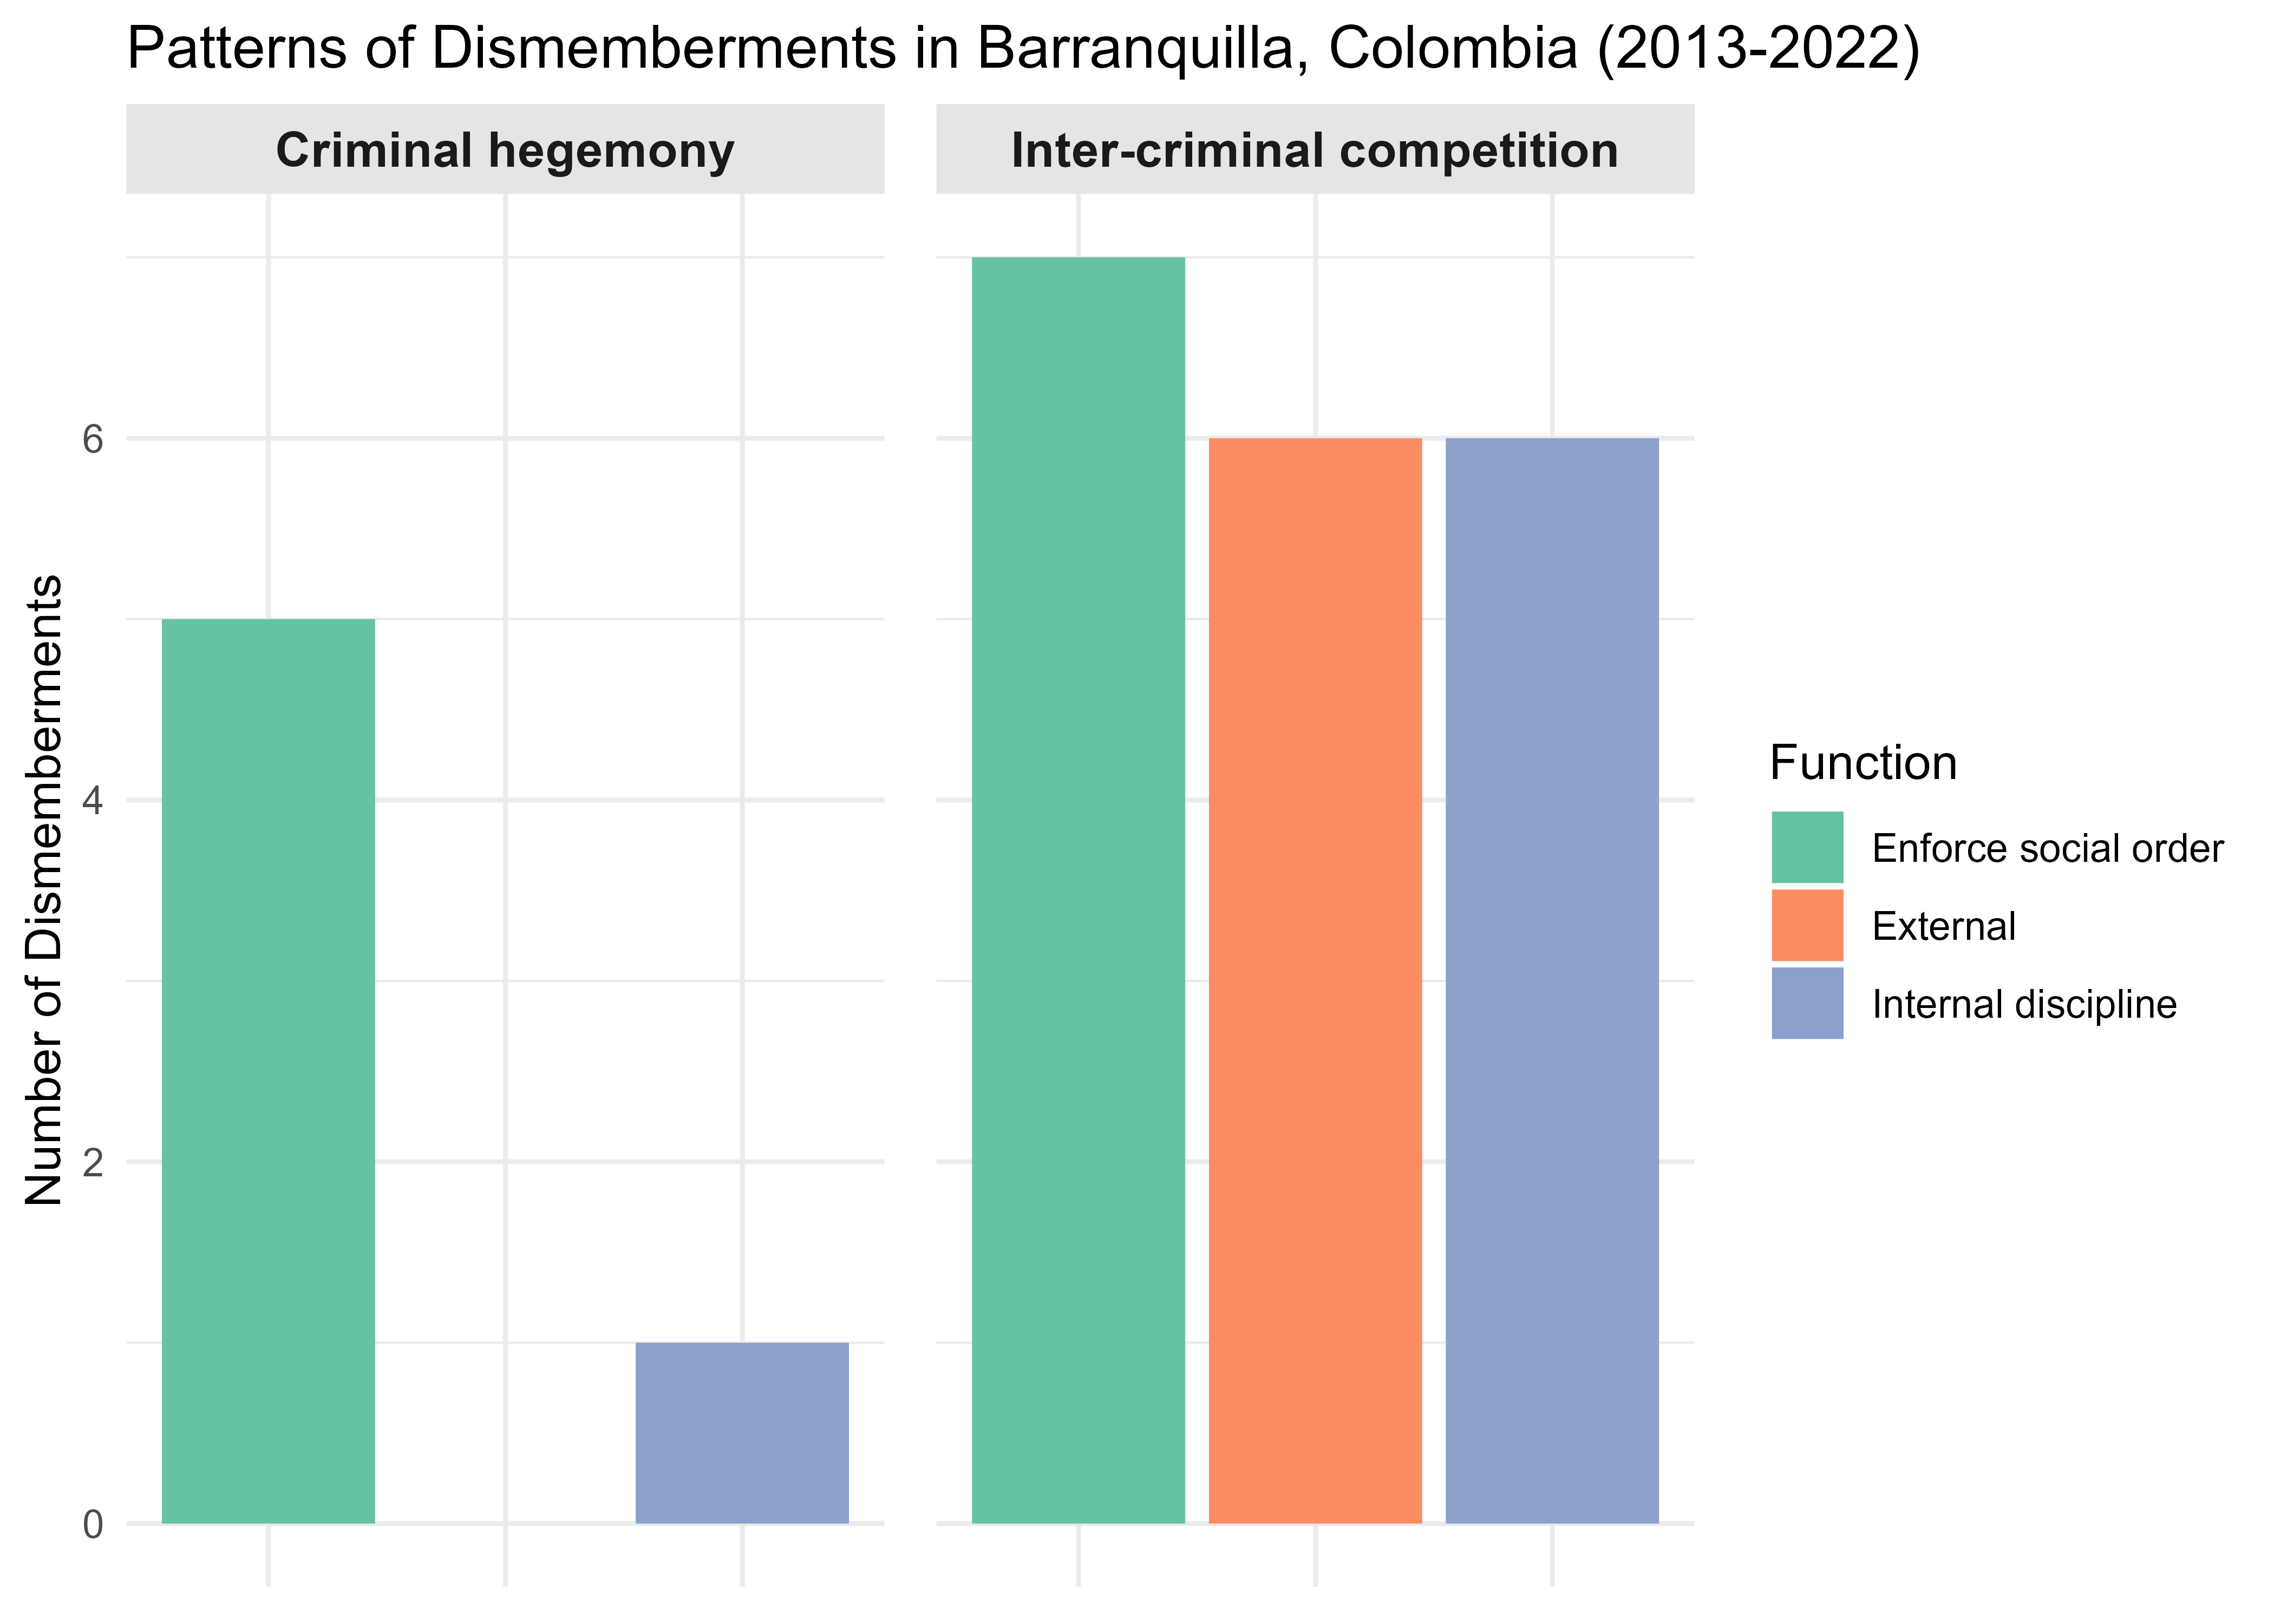 Patterns of Dismemberments in Barranquilla, Colombia (2013-2022)
Criminal hegemony
Inter-criminal competition
Number of Dismemberments
6
4
2
0
Function
Enforce social order
External
Internal discipline